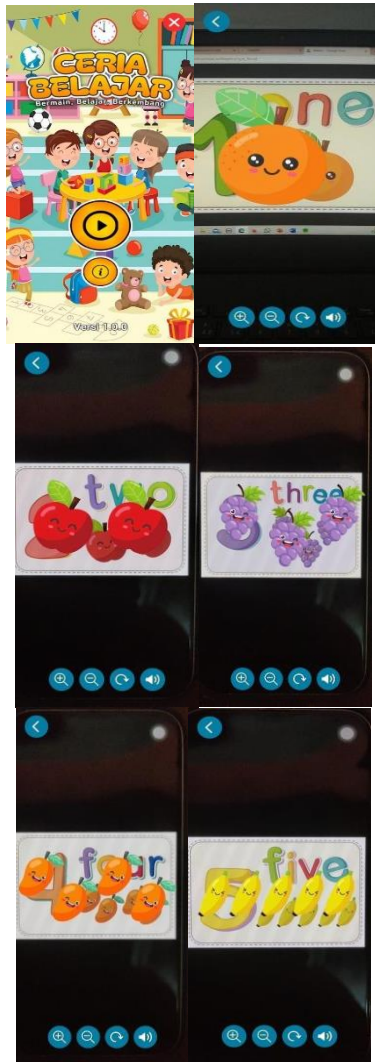 CERIA
BELAJAR
Bermain, Belajar, Berkembang
Versi 1.0.0
one
two
three
four
five